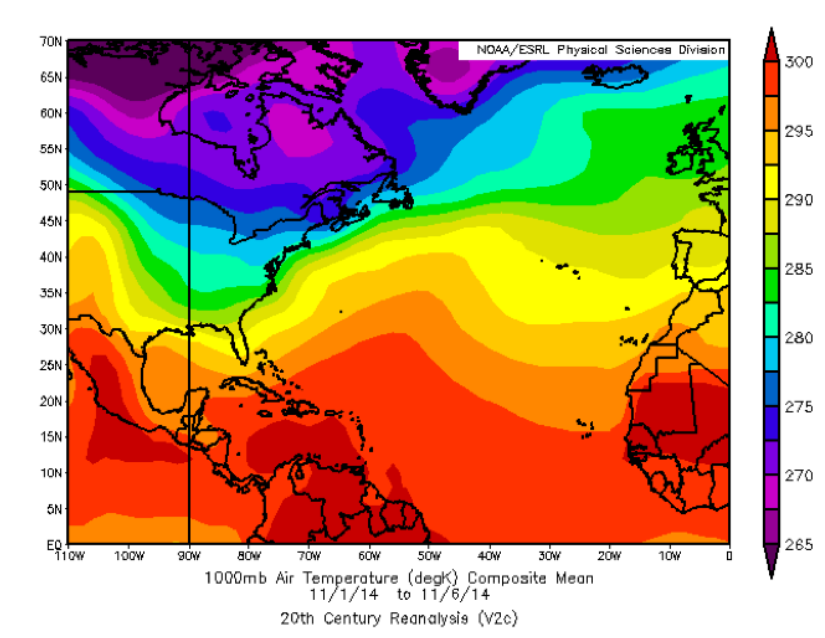 NOAA/ESRL Physical Sciences Division
70N
65N
60N
55N
50N
45N
40N
35N
30N
25N
20N
15N
10N
5N
EQ
110W 100W 90W 80W 70W 60W 50W 40W 30W 20W 10W 0
300
295
290
285
280
275
270
265
1000mb Air Temperature (degK) Composite Mean
11/1/14 to 11/6/14
20th Century Reanalysis (V2c)